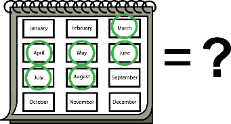 January February March
April May June = ?
July August September
October November December